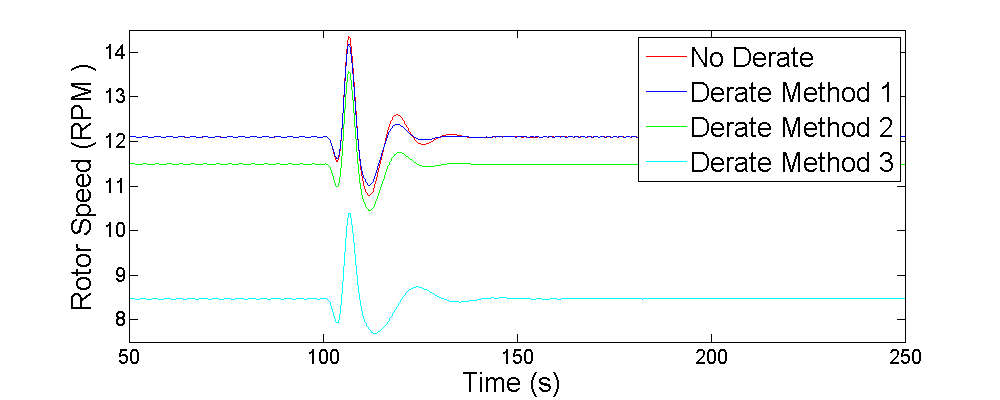 14
13
12
11
10
9
8
50
100
150
200
250
Rotor Speed (RPM )
Time (s)
No Derate
Derate Method 1
Derate Method 2
Derate Method 3